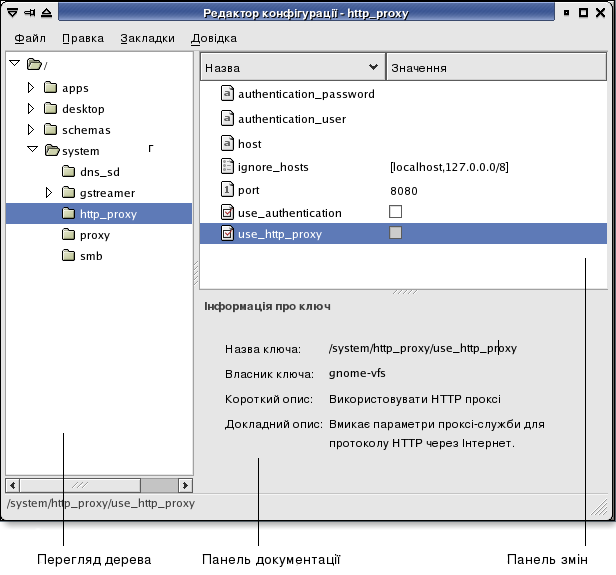 Редактор конфігурації - http_proxy
Файл Правка Закладки Довідка
/
apps
desktop
schemas
system
dns_sd
gstreamer
http_proxy
proxy
smb
Назва Значення
authentication_password
authentication_user
host
ignore_hosts [localhost,127.0.0.0/8]
port 8080
use_authentication
use_http_proxy
Інформація про ключ
Назва ключа: /system/http_proxy/use_http_proxy
Власник ключа: gnome-vfs
Короткий опис: Використовувати HTTP проксі
Докладний опис: Вмикає параметри проксі-служби для
протоколу HTTP через Інтернет.
/system/http_proxy/use_http_proxy
Перегляд дерева Панель документації Панель змін